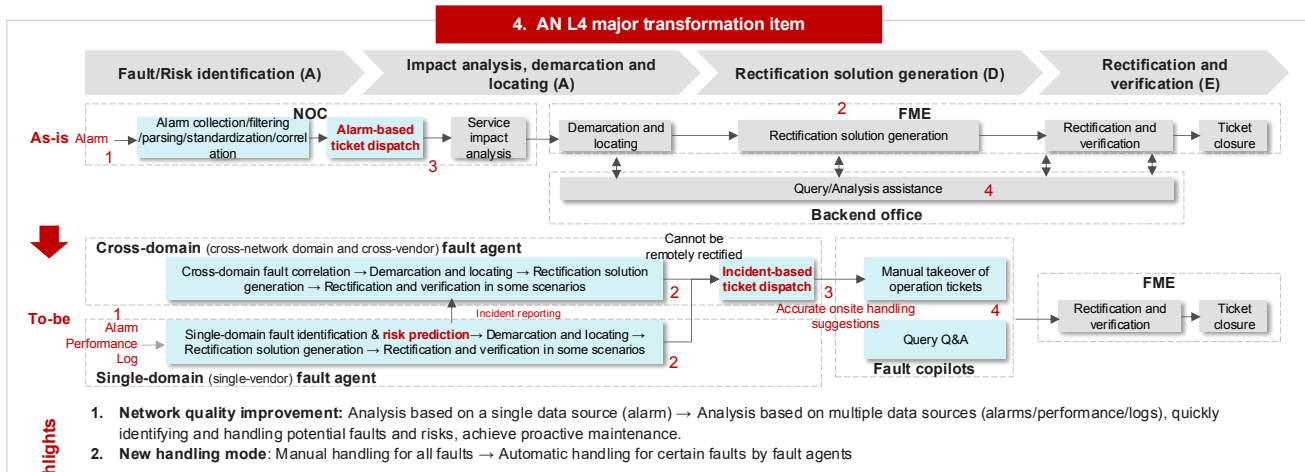 4. AN L4 major transformation item
Fault/Risk identification (A)
Impact analysis, demarcation and
locating (A)
Rectification solution generation (D)
Rectification and
verification (E)
NOC
2
FME
As-is
Alarm
1
Alarm collection/filtering
/parsing/standardization/correl
ation
Alarm-based
ticket dispatch
3
Service
impact
analysis
Demarcation and
locating
Rectification solution generation
Rectification and
verification
Ticket
closure
Query/Analysis assistance
4
Backend office
Cross-domain (cross-network domain and cross-vendor) fault agent
Cannot be
remotely rectified
Cross-domain fault correlation → Demarcation and locating → Rectification solution
generation → Rectification and verification in some scenarios
2
Incident-based
ticket dispatch
3
Manual takeover of
operation tickets
FME
To-be
1
Alarm
Performance
Log
Incident reporting
Accurate onsite handling
suggestions
4
Rectification and
verification
Ticket
closure
Single-domain fault identification & risk prediction→ Demarcation and locating →
Rectification solution generation → Rectification and verification in some scenarios
2
Query Q&A
Single-domain (single-vendor) fault agent
Fault copilots
1. Network quality improvement: Analysis based on a single data source (alarm) → Analysis based on multiple data sources (alarms/performance/logs), quickly
identifying and handling potential faults and risks, achieve proactive maintenance.
2. New handling mode: Manual handling for all faults → Automatic handling for certain faults by fault agents